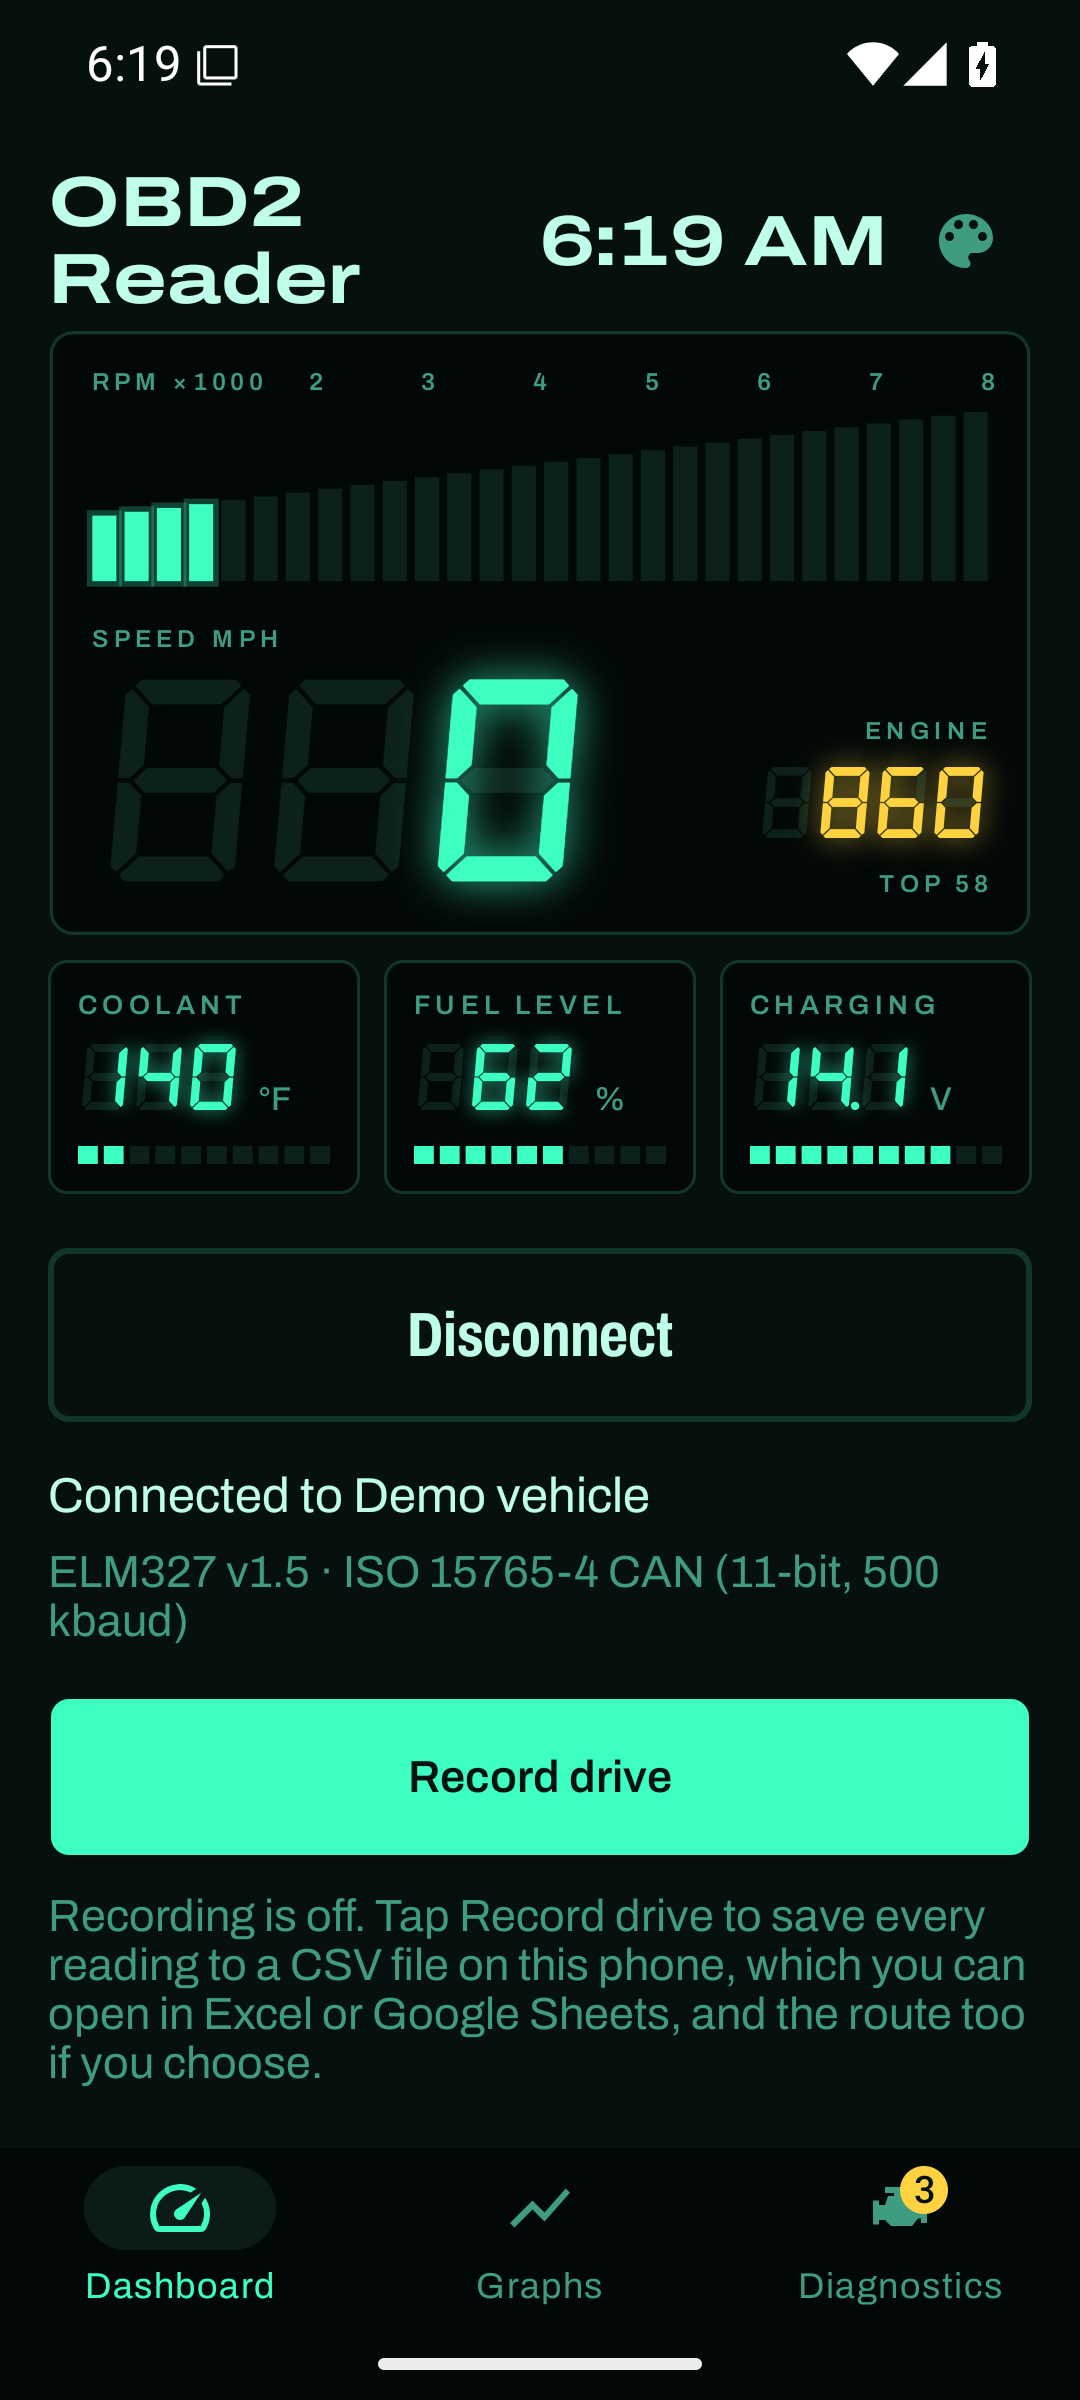 6:19
OBD2
Reader
6:19 AM
RPM ×1000 2 3 4 5 6 7 8
SPEED MPH
0
ENGINE
860
TOP 58
COOLANT
140 °F
FUEL LEVEL
62 %
CHARGING
14.1 V
Disconnect
Connected to Demo vehicle
ELM327 v1.5 · ISO 15765-4 CAN (11-bit, 500
kbaud)
Record drive
Recording is off. Tap Record drive to save every
reading to a CSV file on this phone, which you can
open in Excel or Google Sheets, and the route too
if you choose.
3
Dashboard
Graphs
Diagnostics